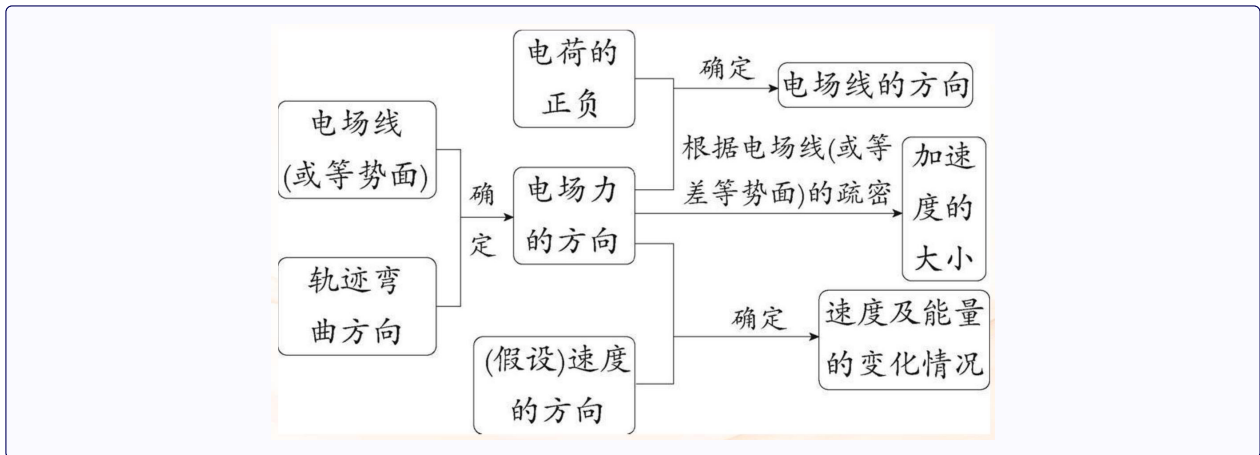 电场线
(或等势面)
轨迹弯
曲方向
确
定
电荷的
正负
电场力
的方向
(假设)速度
的方向
确定
电场线的方向
根据电场线(或等
差等势面)的疏密
加速
度的
大小
确定
速度及能量
的变化情况